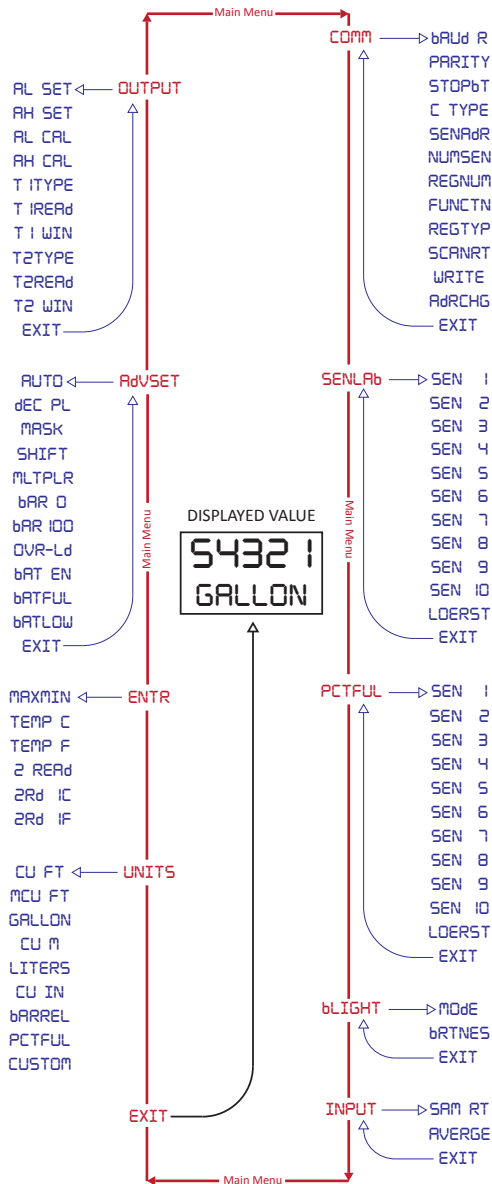 Main Menu
OUTPUT
AL SET
AH SET
AL CAL
AH CAL
T1TYPE
T1REAd
T1 WIN
T2TYPE
T2REAd
T2 WIN
EXIT
AdVSET
AUTO
dEC PL
MASK
SHIFT
MLTPLR
bAR 0
bAR 100
OVR-Ld
bAT EN
bATFUL
bATLOW
EXIT
Main Menu
ENTR
MAXMIN
TEMP C
TEMP F
2 REAd
2Rd 1C
2Rd 1F
UNITS
CU FT
MCU FT
GALLON
CU M
LITERS
CU IN
bARREL
PCTFUL
CUSTOM
EXIT
DISPLAYED VALUE
54321
GALLON
COMM
bAUd R
PARITY
STOPbT
C TYPE
SENAdR
NUMSEN
REGNUM
FUNCTN
REGTYP
SCANRT
WRITE
AdRCHG
EXIT
SENLAb
SEN 1
SEN 2
SEN 3
SEN 4
SEN 5
SEN 6
SEN 7
SEN 8
SEN 9
SEN 10
LOERST
EXIT
Main Menu
PCTFUL
SEN 1
SEN 2
SEN 3
SEN 4
SEN 5
SEN 6
SEN 7
SEN 8
SEN 9
SEN 10
LOERST
EXIT
bLIGHT
MOdE
bRTNES
EXIT
INPUT
SAM RT
AVERGE
EXIT
Main Menu